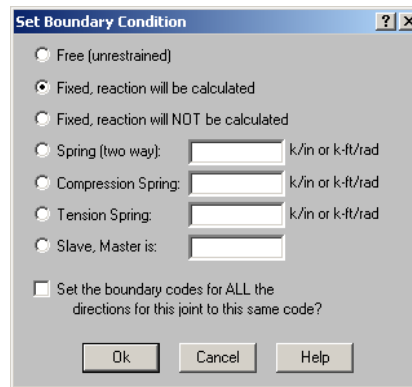 Set Boundary Condition
Free (unrestrained)
Fixed, reaction will be calculated
Fixed, reaction will NOT be calculated
Spring (two way): k/in or k-ft/rad
Compression Spring: k/in or k-ft/rad
Tension Spring: k/in or k-ft/rad
Slave, Master is:
Set the boundary codes for ALL the
directions for this joint to this same code?
Ok Cancel Help